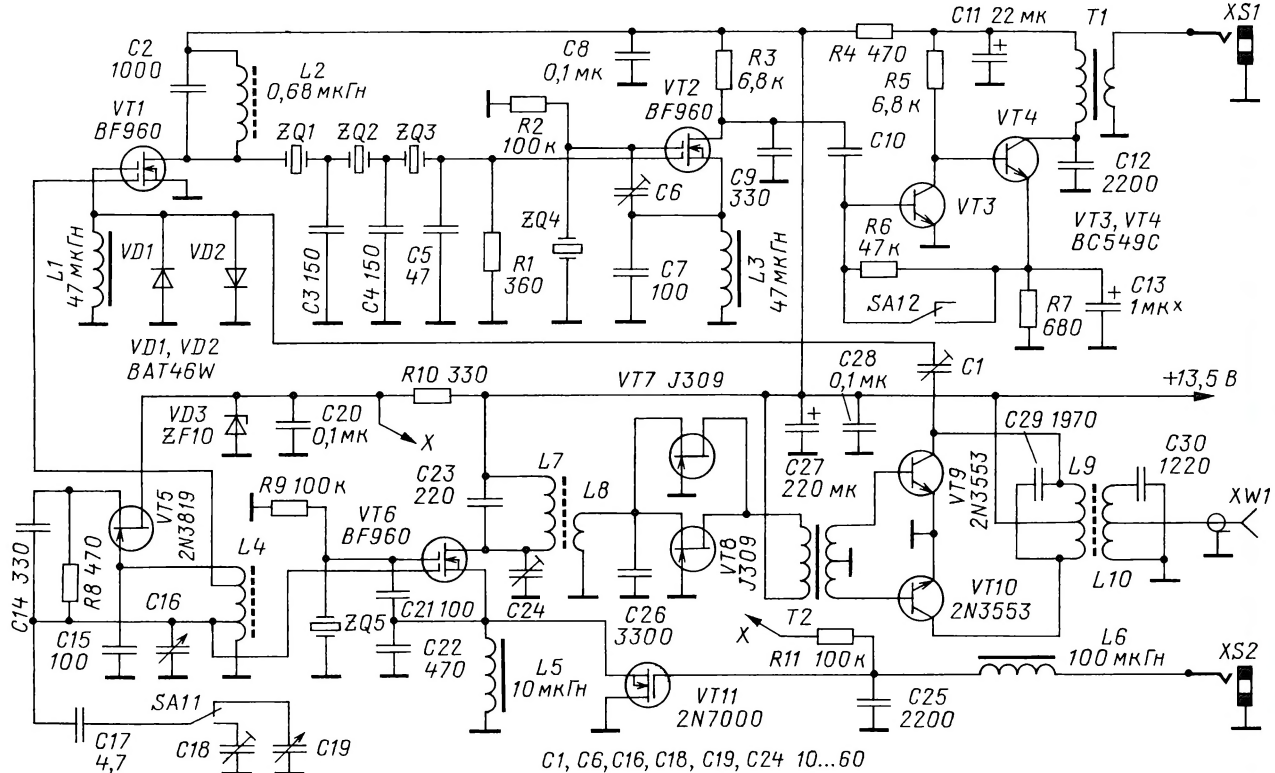 C11 22 мк
T1
XS1
C2
1000
L2
0,68 мкГн
C8
0,1 мк
R3
6,8 к
R4 470
R5
6,8 к
VT1
BF960
ZQ1
ZQ2
ZQ3
R2
100 к
VT2
BF960
C10
VT4
C12
2200
C6
C9
330
VT3
VT3, VT4
BC549C
L1
47 мкГн
VD1
VD2
C3 150
C4 150
C5
47
R1
360
ZQ4
C7
100
L3
47 мкГн
R6
47 к
SA12
R7
680
C13
1 мк х
VD1, VD2
BAT46W
R10 330
VT7 J309
C28
0,1 мк
C1
+13,5 В
VD3
ZF10
C20
0,1 мк
X
C29 1970
C30
1220
L9
XW1
C23
220
L7
L8
C27
220 мк
VT9
2N3553
R9 100 к
VT6
BF960
VT5
2N3819
L4
C14 330
R8 470
C16
C15
100
ZQ5
C21 100
C24
C22
470
C26
3300
VT8
J309
T2
VT10
2N3553
L10
X
R11 100 к
L6
100 мкГн
XS2
L5
10 мкГн
VT11
2N7000
C25
2200
SA11
C17
4,7
C18
C19
C1, C6, C16, C18, C19, C24 10...60